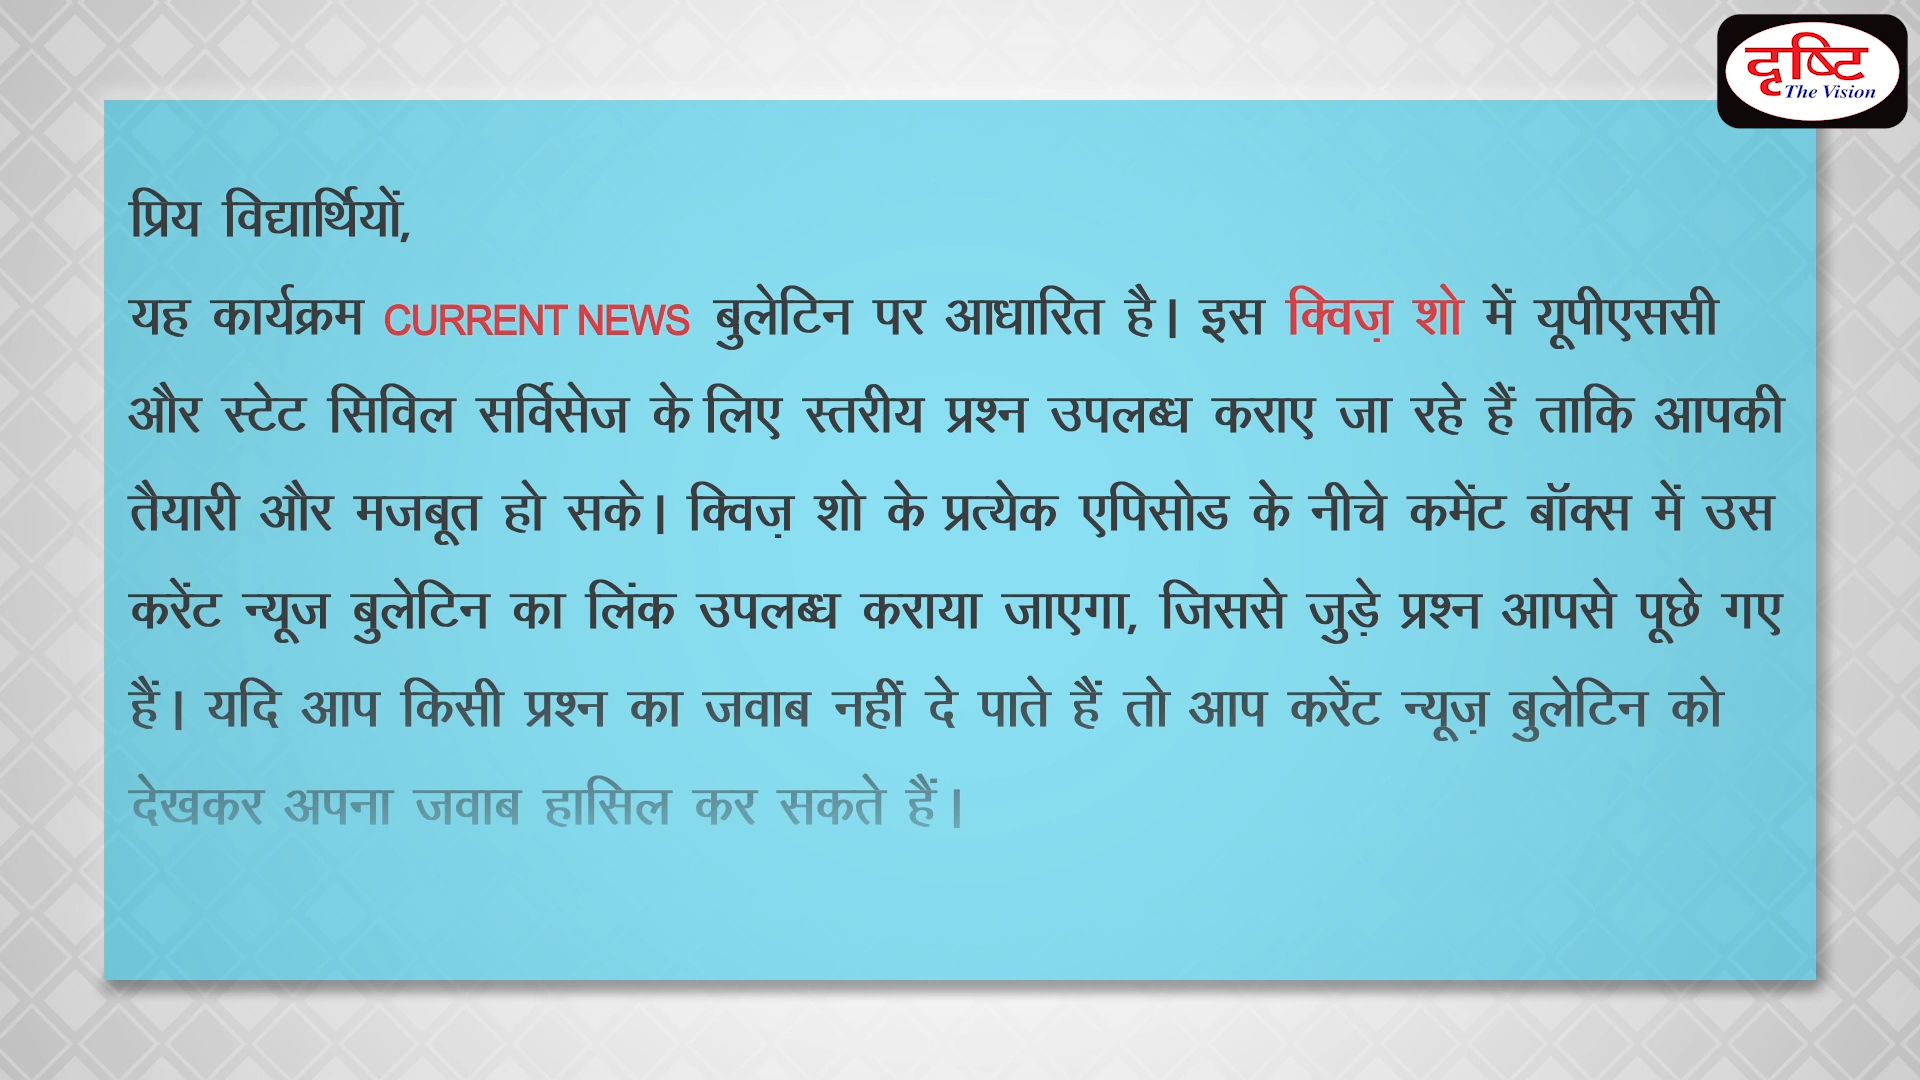 दृष्टि
The Vision
प्रिय विद्यार्थियों,
यह कार्यक्रम CURRENT NEWS बुलेटिन पर आधारित है। इस क्विज़ शो में यूपीएससी
और स्टेट सिविल सर्विसेज के लिए स्तरीय प्रश्न उपलब्ध कराए जा रहे हैं ताकि आपकी
तैयारी और मजबूत हो सके। क्विज़ शो के प्रत्येक एपिसोड के नीचे कमेंट बॉक्स में उस
करेंट न्यूज बुलेटिन का लिंक उपलब्ध कराया जाएगा, जिससे जुड़े प्रश्न आपसे पूछे गए
हैं। यदि आप किसी प्रश्न का जवाब नहीं दे पाते हैं तो आप करेंट न्यूज़ बुलेटिन को
देखकर अपना जवाब हासिल कर सकते हैं।